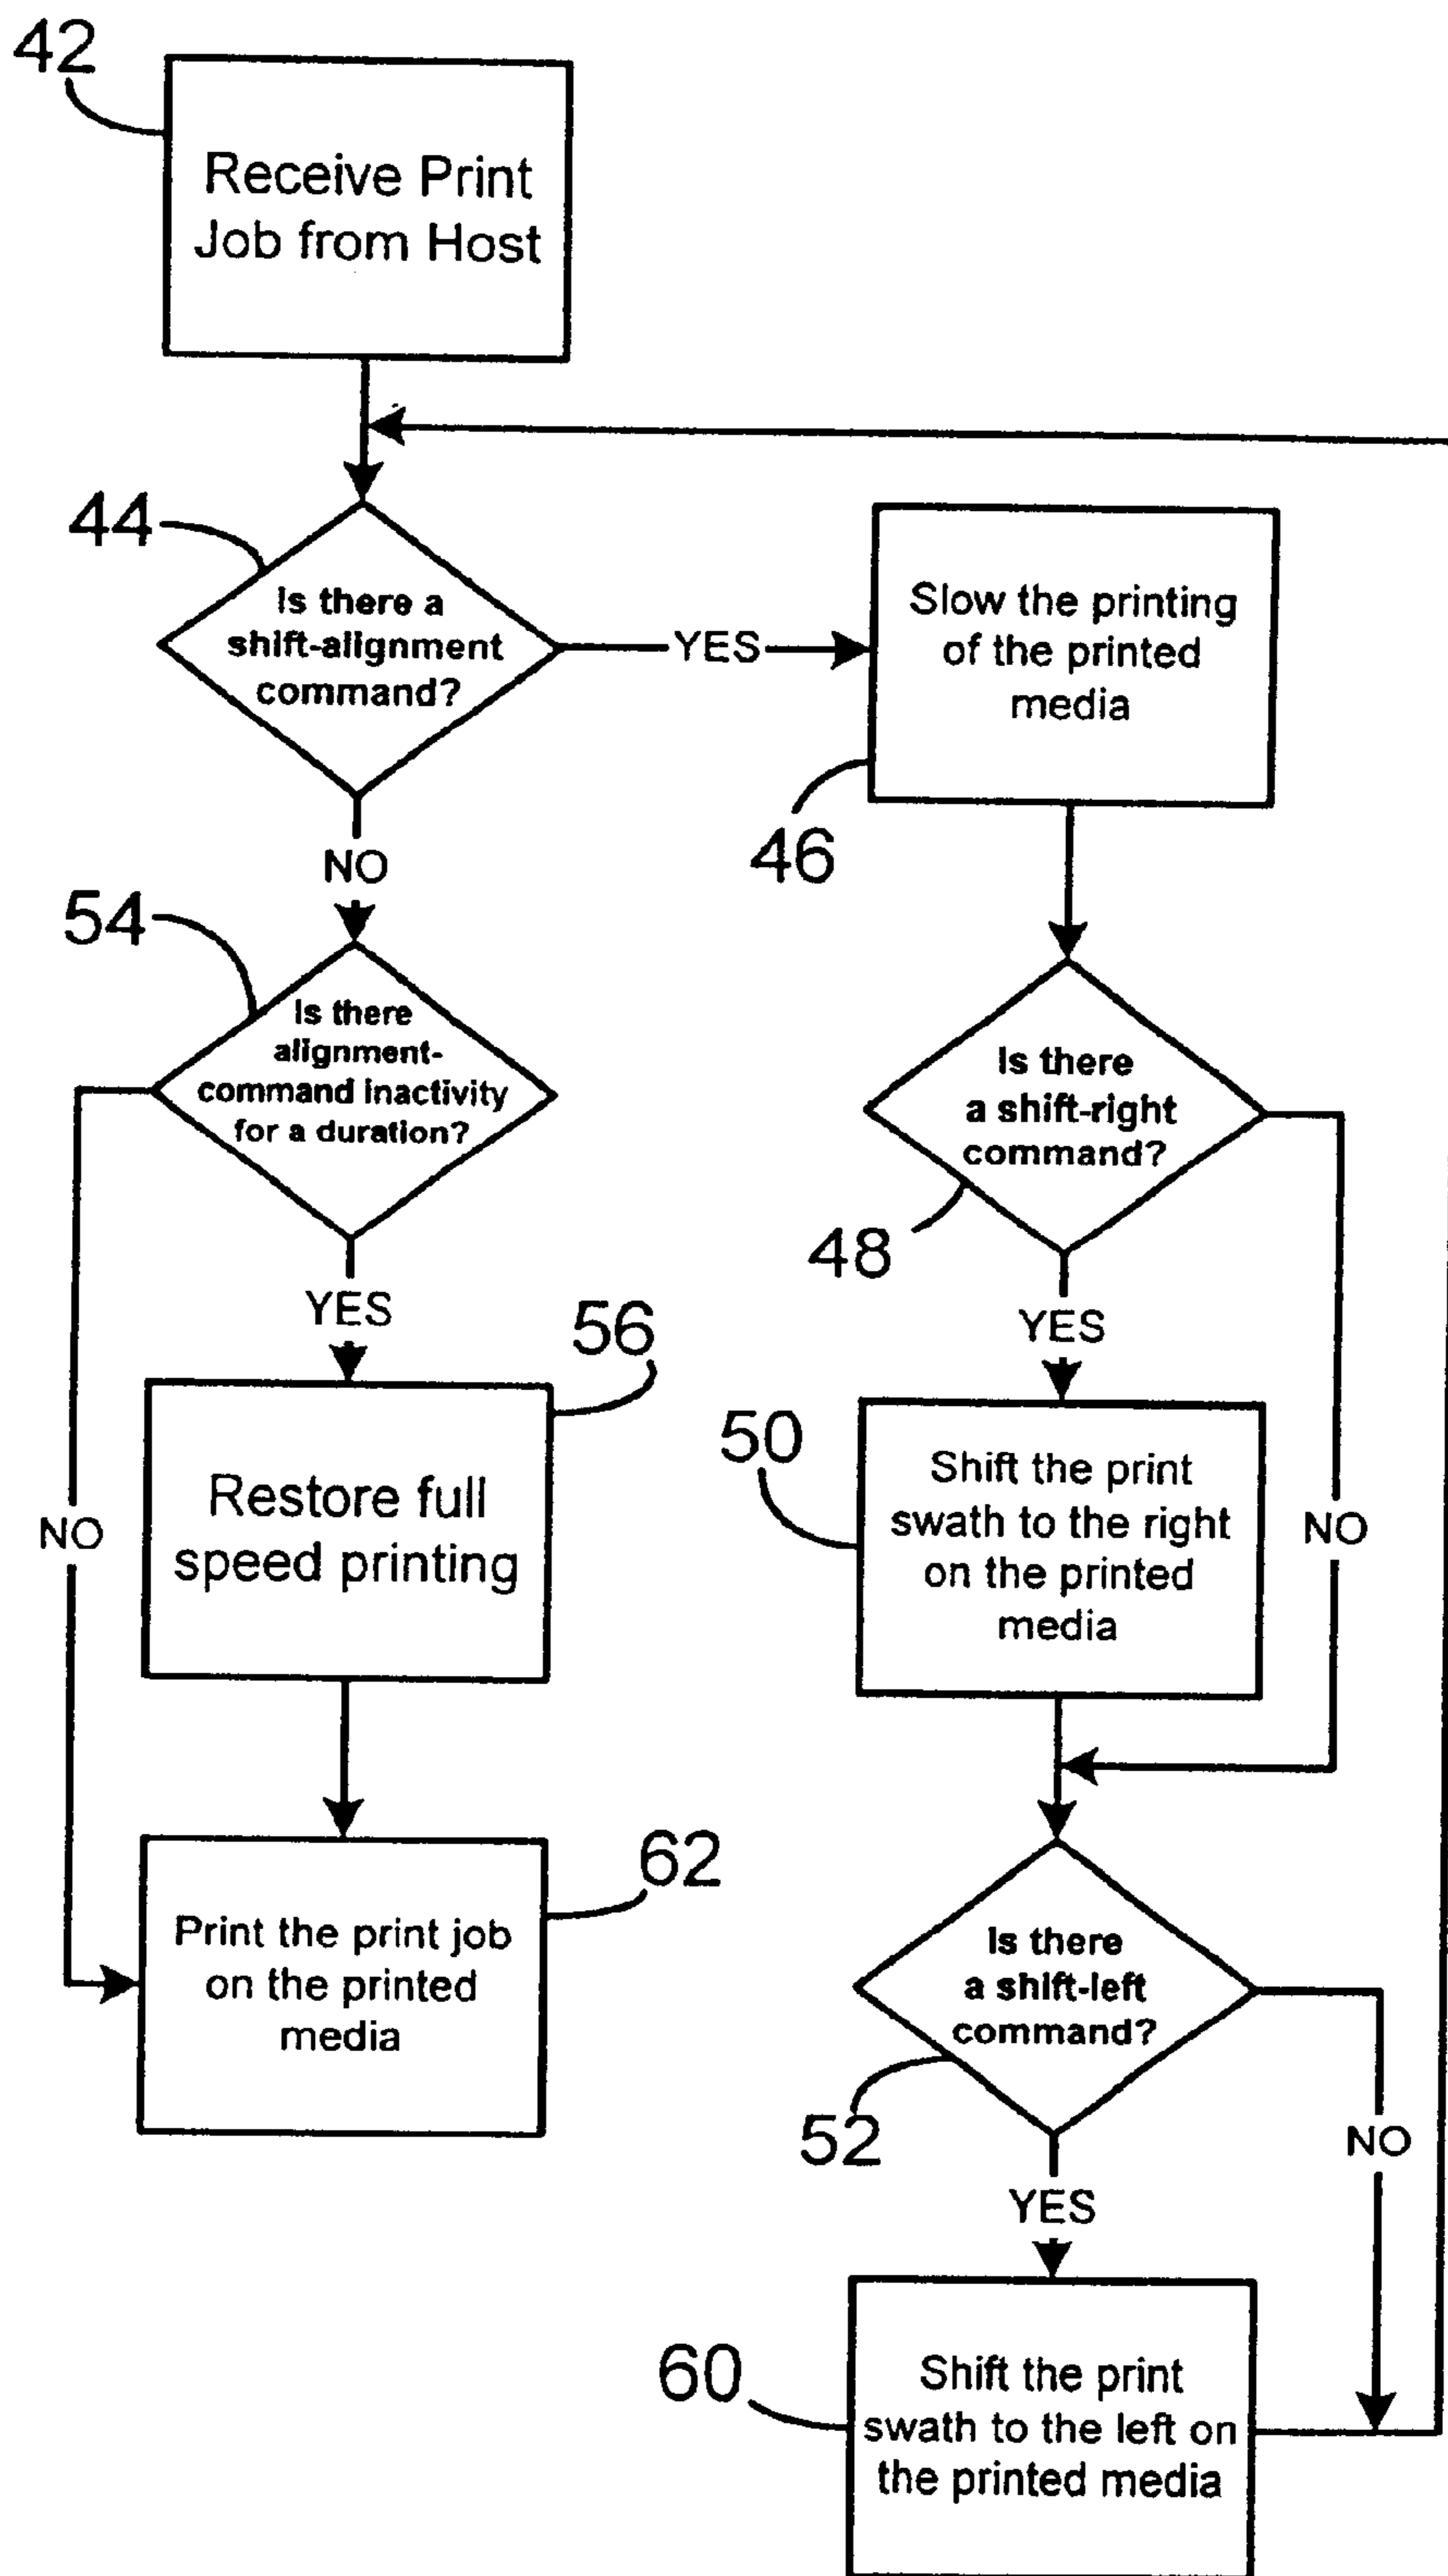 42
Receive Print
Job from Host
44
Is there a
shift-alignment
command?
YES
Slow the printing
of the printed
media
46
NO
54
Is there
alignment-
command inactivity
for a duration?
Is there
a shift-right
command?
48
YES
YES
56
50
Restore full
speed printing
Shift the print
swath to the right
on the printed
media
NO
NO
62
Print the print job
on the printed
media
Is there
a shift-left
command?
52
NO
YES
60
Shift the print
swath to the left on
the printed media